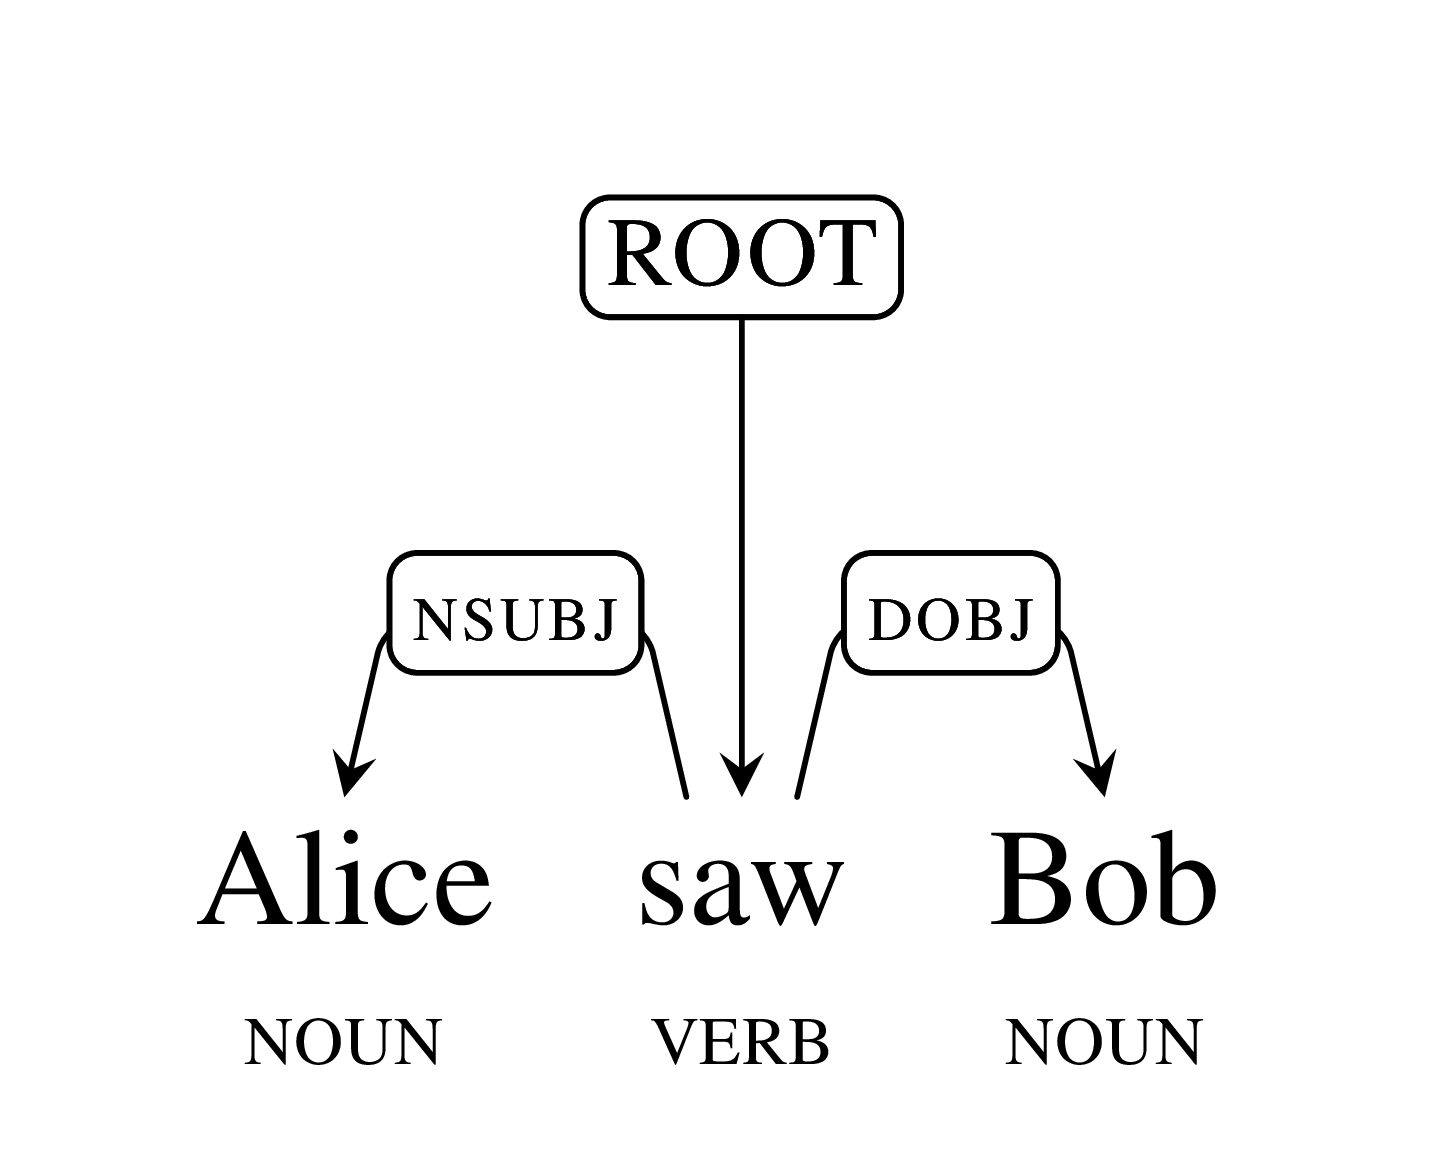 ROOT
NSUBJ DOBJ
Alice saw Bob
NOUN VERB NOUN